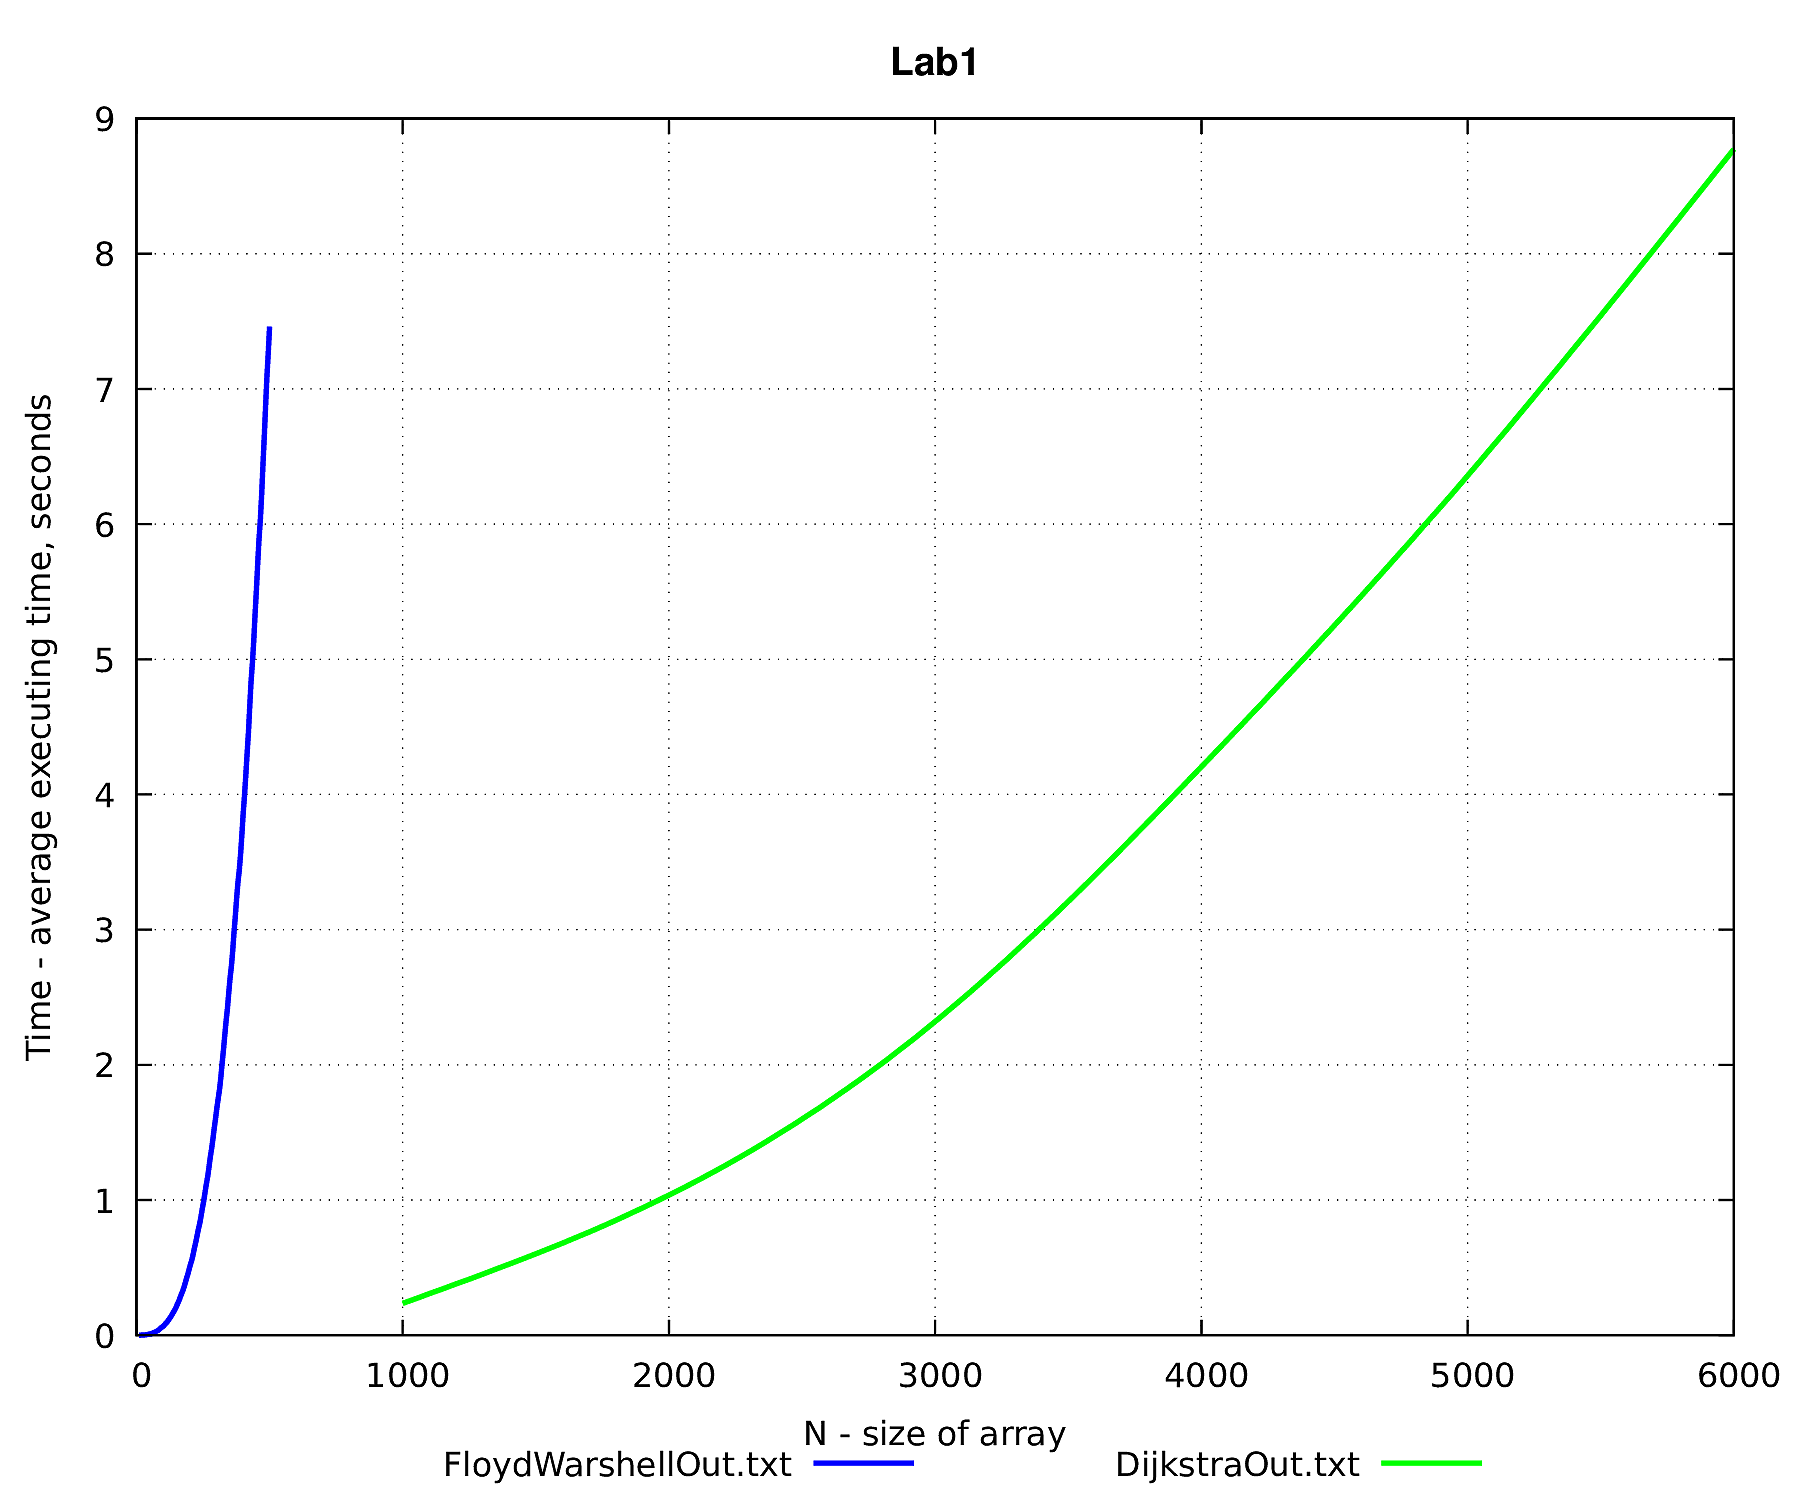 Lab1
9
8
7
6
5
4
3
2
1
0
Time - average executing time, seconds
0 1000 2000 3000 4000 5000 6000
N - size of array
FloydWarshellOut.txt DijkstraOut.txt